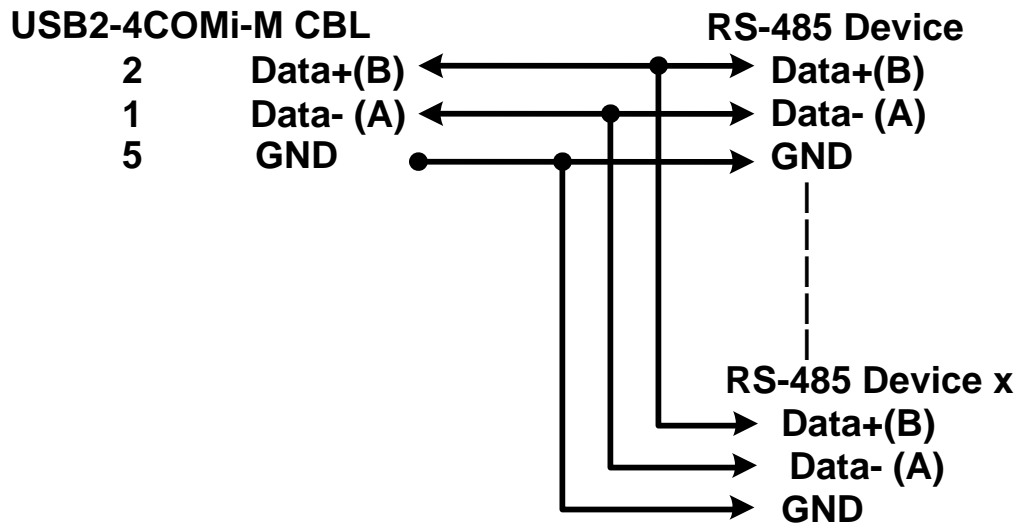 USB2-4COMi-M CBL
RS-485 Device
2 Data+(B) Data+(B)
1 Data- (A) Data- (A)
5 GND GND
RS-485 Device x
Data+(B)
Data- (A)
GND